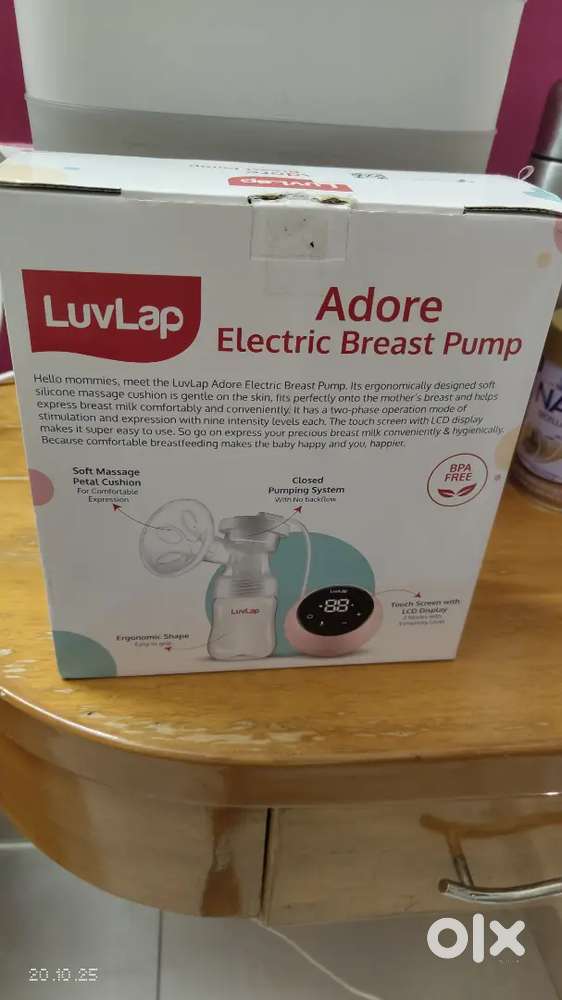 LuvLap
LuvLap
Adore
Electric Breast Pump
Hello mommies, meet the LuvLap Adore Electric Breast Pump. Its ergonomically designed soft
silicone massage cushion is gentle on the skin, fits perfectly onto the mother's breast and helps
express breast milk comfortably and conveniently. It has a two-phase operation mode of
stimulation and expression with nine intensity levels each. The touch screen with LCD display
makes it super easy to use. So go on express your precious breast milk conveniently & hygienically.
Because comfortable breastfeeding makes the baby happy and you, happier.
BPA
FREE
Soft Massage
Petal Cushion
For Comfortable
Expression
Closed
Pumping System
With No backflow
LuvLap
88
LuvLap
Touch Screen with
LCD Display
2 Modes with
Ergonomic Shape
Easy to grip
NA
olx
20.10.25